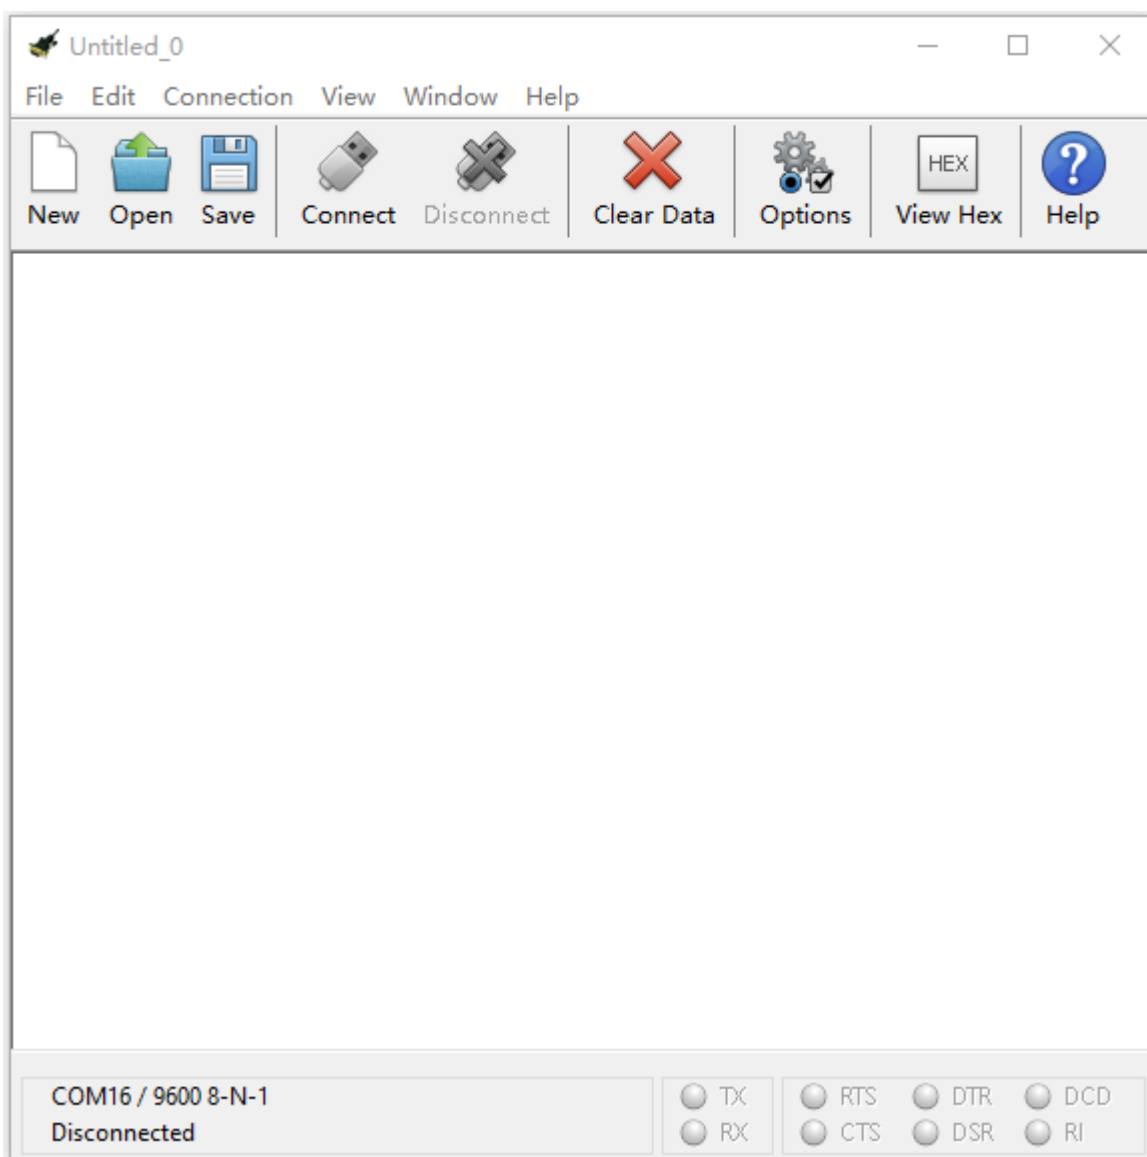 Untitled_0
File Edit Connection View Window Help
HEX
New Open Save Connect Disconnect Clear Data Options View Hex Help
COM16 / 9600 8-N-1
Disconnected
TX RTS DTR DCD
RX CTS DSR RI